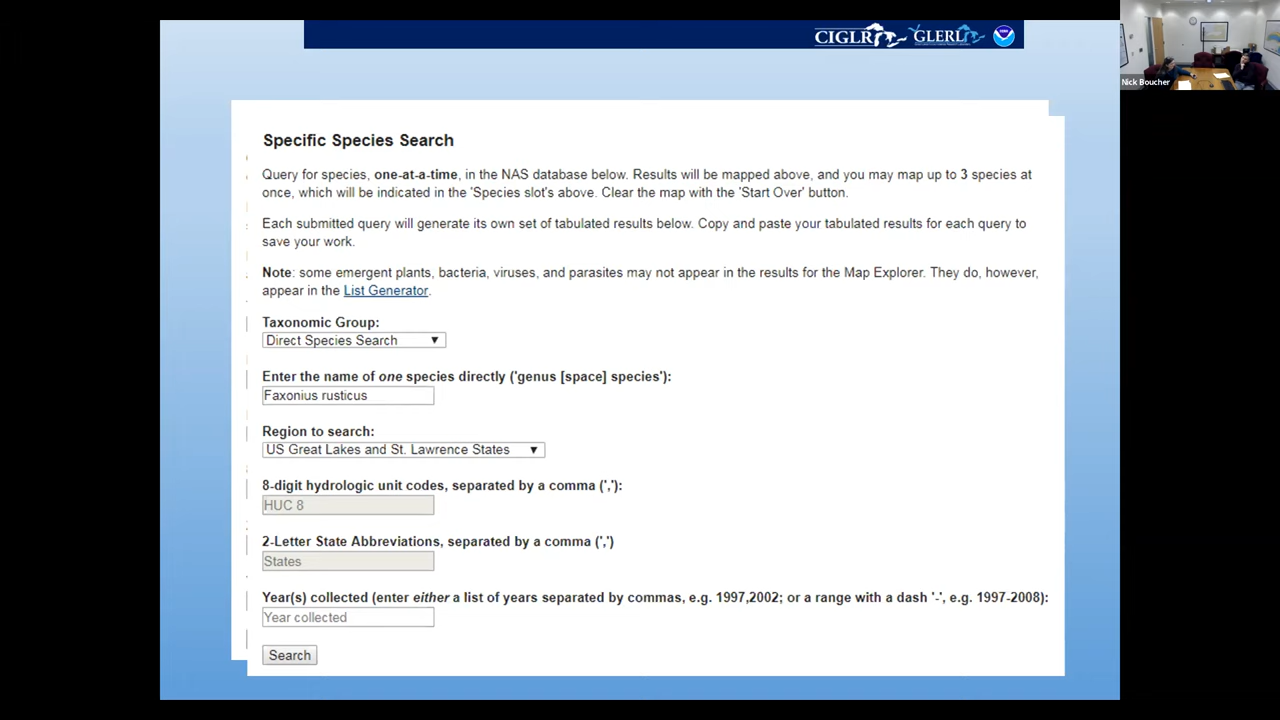 CIGLR GLERL
Nick Boucher
Specific Species Search
Query for species, one-at-a-time, in the NAS database below. Results will be mapped above, and you may map up to 3 species at
once, which will be indicated in the 'Species slot's above. Clear the map with the 'Start Over' button.
Each submitted query will generate its own set of tabulated results below. Copy and paste your tabulated results for each query to
save your work.
Note: some emergent plants, bacteria, viruses, and parasites may not appear in the results for the Map Explorer. They do, however,
appear in the List Generator.
Taxonomic Group:
Direct Species Search ▼
Enter the name of one species directly ('genus [space] species'):
Faxonius rusticus
Region to search:
US Great Lakes and St. Lawrence States ▼
8-digit hydrologic unit codes, separated by a comma (','):
HUC 8
2-Letter State Abbreviations, separated by a comma (',')
States
Year(s) collected (enter either a list of years separated by commas, e.g. 1997,2002; or a range with a dash '-', e.g. 1997-2008):
Year collected
Search